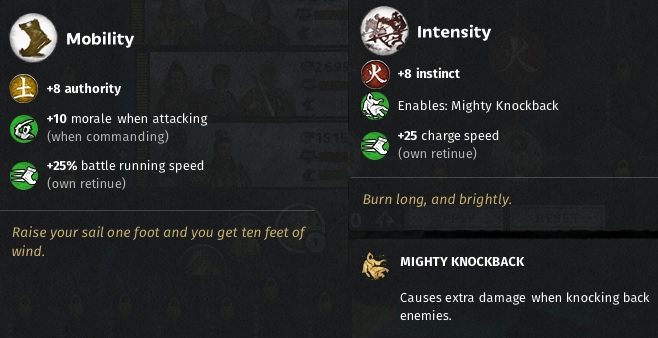 Mobility
土
+8 authority
+10 morale when attacking
(when commanding)
+25% battle running speed
(own retinue)
Raise your sail one foot and you get ten feet of
wind.
Intensity
火
+8 instinct
Enables: Mighty Knockback
+25 charge speed
(own retinue)
Burn long, and brightly.
MIGHTY KNOCKBACK
Causes extra damage when knocking back
enemies.